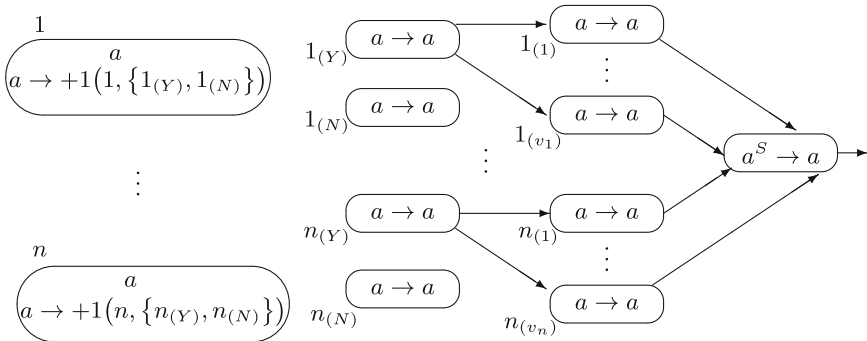 1
a
a → +1(1, {1_(Y), 1_(N)})
1_(Y)
a → a
1_(N)
a → a
1_(1)
a → a
⋮
1_(v_1)
a → a
a^S → a
⋮
⋮
n
a
a → +1(n, {n_(Y), n_(N)})
n_(Y)
a → a
n_(N)
a → a
n_(1)
a → a
⋮
n_(v_n)
a → a